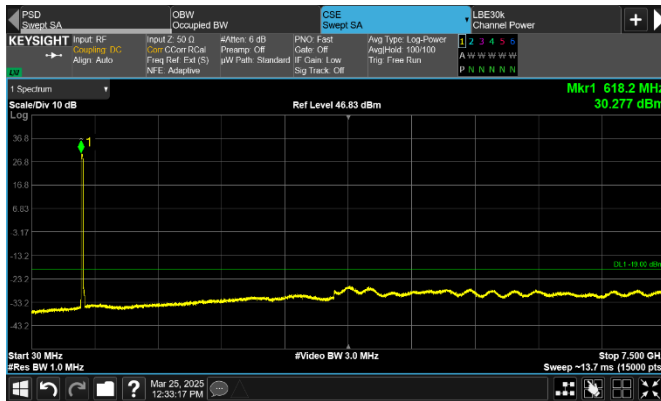 PSD
Swept SA
OBW
Occupied BW
CSE
Swept SA
LBE30k
Channel Power
KEYSIGHT Input: RF Input Z: 50 Ω #Atten: 6 dB PNO: Fast Avg Type: Log-Power 1 2 3 4 5 6
Coupling: DC Corr CCorr RCal Preamp: Off Gate: Off Avg|Hold: 100/100 A W W W W W
Align: Auto Freq Ref: Ext (S) µW Path: Standard IF Gain: Low Trig: Free Run
NFE: Adaptive Sig Track: Off P N N N N N
1 Spectrum
Mkr1 618.2 MHz
Scale/Div 10 dB Ref Level 46.83 dBm 30.277 dBm
Log
1
36.8
26.8
16.8
6.83
-3.17
-13.2
DL1 -19.00 dBm
-23.2
-33.2
-43.2
Start 30 MHz #Video BW 3.0 MHz Stop 7.500 GH
#Res BW 1.0 MHz Sweep ~13.7 ms (15000 pts
? Mar 25, 2025
12:33:17 PM